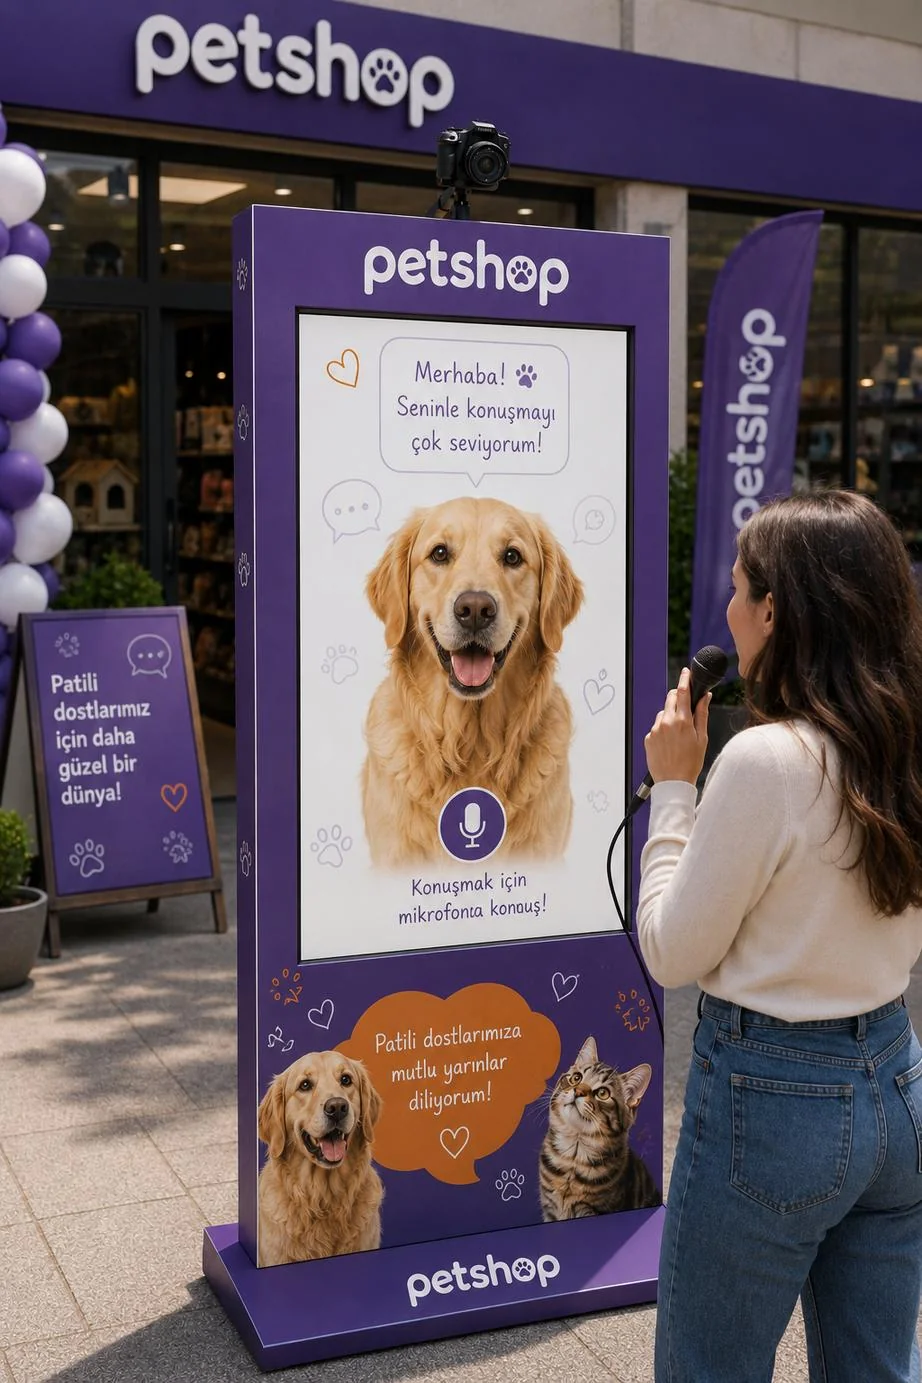 petshop
petshop
Merhaba!
Seninle konuşmayı
çok seviyorum!
petshop
Patili
dostlarımız
için daha
güzel bir
dünya!
Konuşmak için
mikrofona konuş!
Patili dostlarımıza
mutlu yarınlar
diliyorum!
petshop